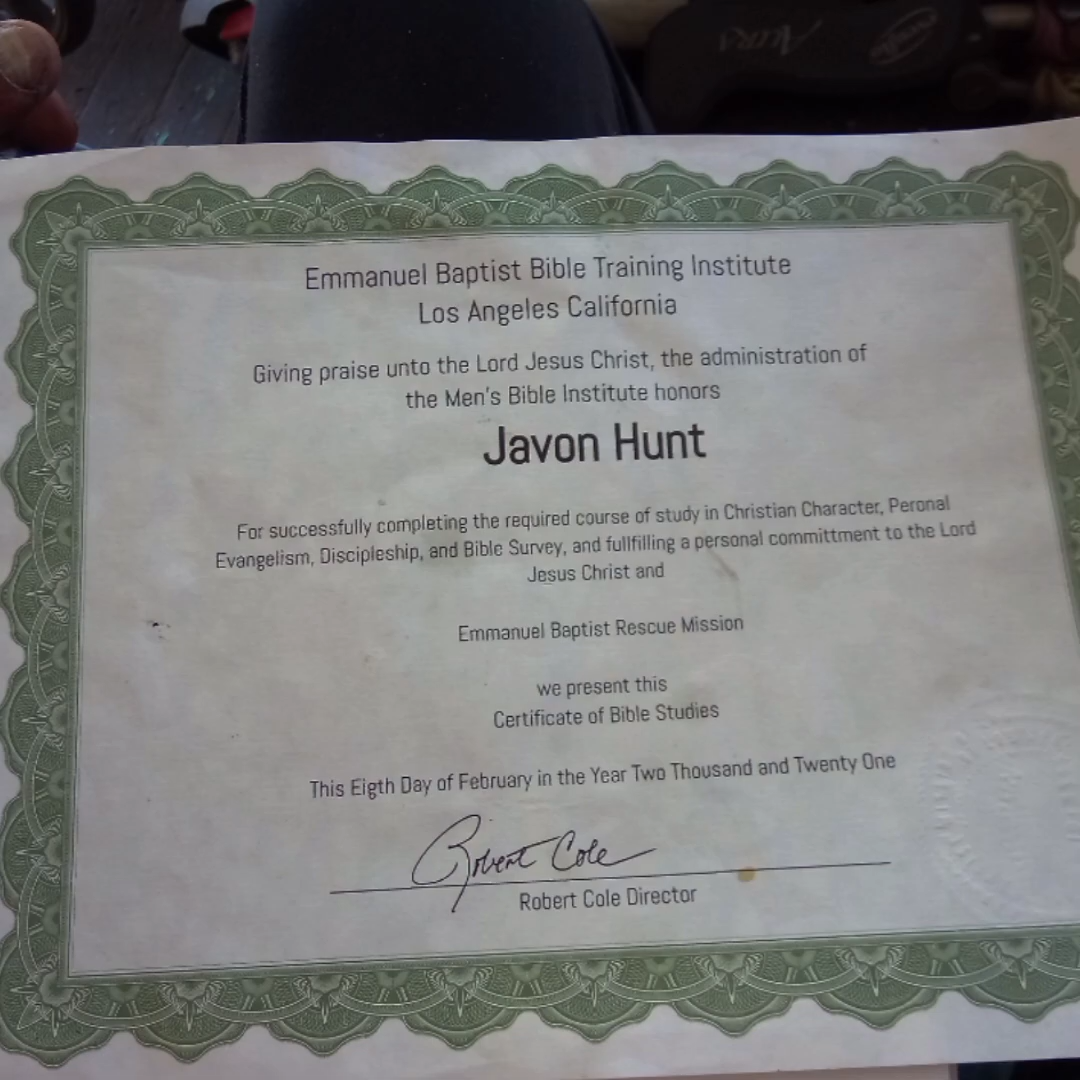 Emmanuel Baptist Bible Training Institute
Los Angeles California
Giving praise unto the Lord Jesus Christ, the administration of
the Men's Bible Institute honors
Javon Hunt
For successfully completing the required course of study in Christian Character, Peronal
Evangelism, Discipleship, and Bible Survey, and fullfilling a personal committment to the Lord
Jesus Christ and
Emmanuel Baptist Rescue Mission
we present this
Certificate of Bible Studies
This Eigth Day of February in the Year Two Thousand and Twenty One
Robert Cole
Robert Cole Director